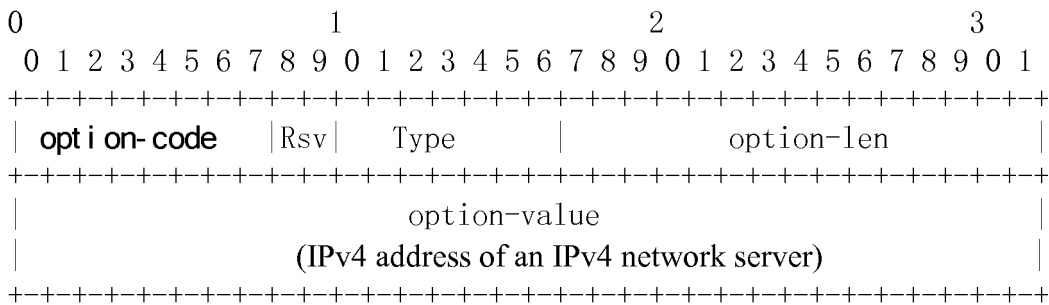 0 1 2 3
0 1 2 3 4 5 6 7 8 9 0 1 2 3 4 5 6 7 8 9 0 1 2 3 4 5 6 7 8 9 0 1
+-+-+-+-+-+-+-+-+-+-+-+-+-+-+-+-+-+-+-+-+-+-+-+-+-+-+-+-+-+-+-+-+
| option-code |Rsv| Type | option-len |
+-+-+-+-+-+-+-+-+-+-+-+-+-+-+-+-+-+-+-+-+-+-+-+-+-+-+-+-+-+-+-+-+
| option-value |
| (IPv4 address of an IPv4 network server) |
+-+-+-+-+-+-+-+-+-+-+-+-+-+-+-+-+-+-+-+-+-+-+-+-+-+-+-+-+-+-+-+-+